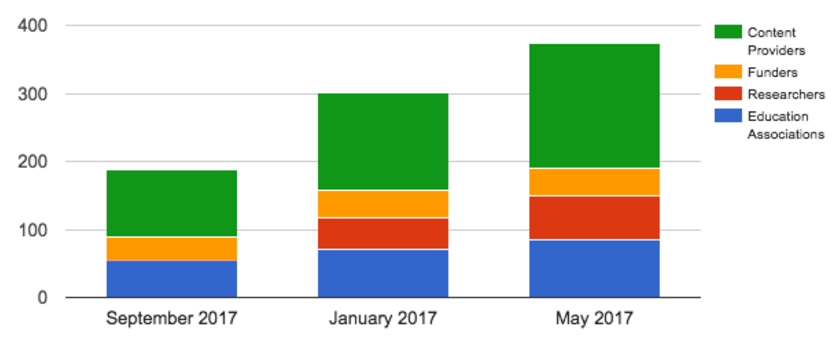 400
300
200
100
0
September 2017
January 2017
May 2017
Content
Providers
Funders
Researchers
Education
Associations